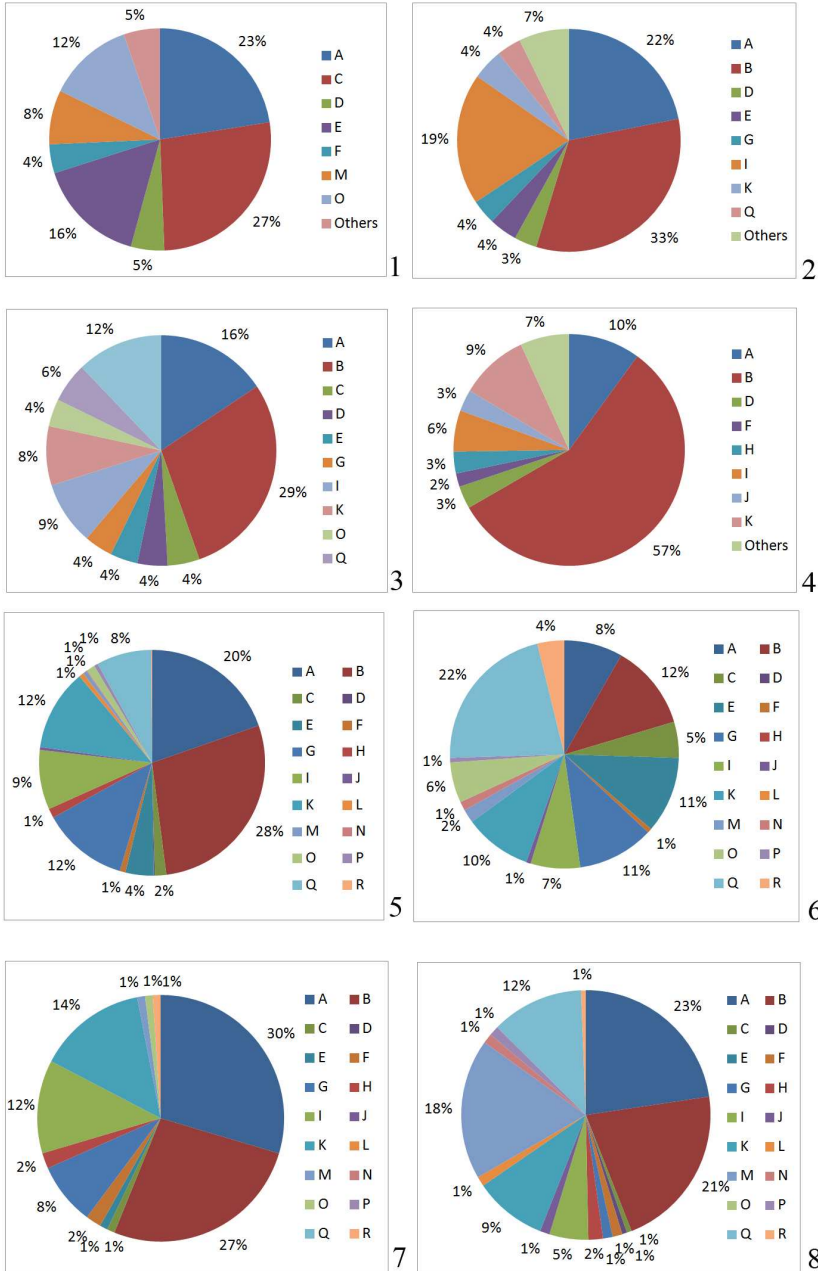 5%
12%
23%
8%
4%
16%
5%
27%
A
C
D
E
F
M
O
Others
1
7%
4%
4%
22%
19%
4%
4%
3%
33%
A
B
D
E
G
I
K
Q
Others
2
12%
16%
6%
4%
8%
9%
4%
4%
4%
4%
29%
A
B
C
D
E
G
I
K
O
Q
3
7%
10%
9%
3%
6%
3%
2%
3%
57%
A
B
D
F
H
I
J
K
Others
4
1%
8%
1%
1%
1%
20%
12%
9%
1%
12%
1%
4%
2%
28%
A B
C D
E F
G H
I J
K L
M N
O P
Q R
5
4%
8%
22%
12%
5%
1%
6%
11%
1%
2%
1%
10%
1%
7%
11%
A B
C D
E F
G H
I J
K L
M N
O P
Q R
6
1%
1%
1%
14%
30%
12%
2%
8%
2%
1%
1%
27%
A B
C D
E F
G H
I J
K L
M N
O P
Q R
7
1%
12%
1%
1%
23%
18%
1%
21%
9%
1%
5%
2%
1%
1%
1%
1%
A B
C D
E F
G H
I J
K L
M N
O P
Q R
8